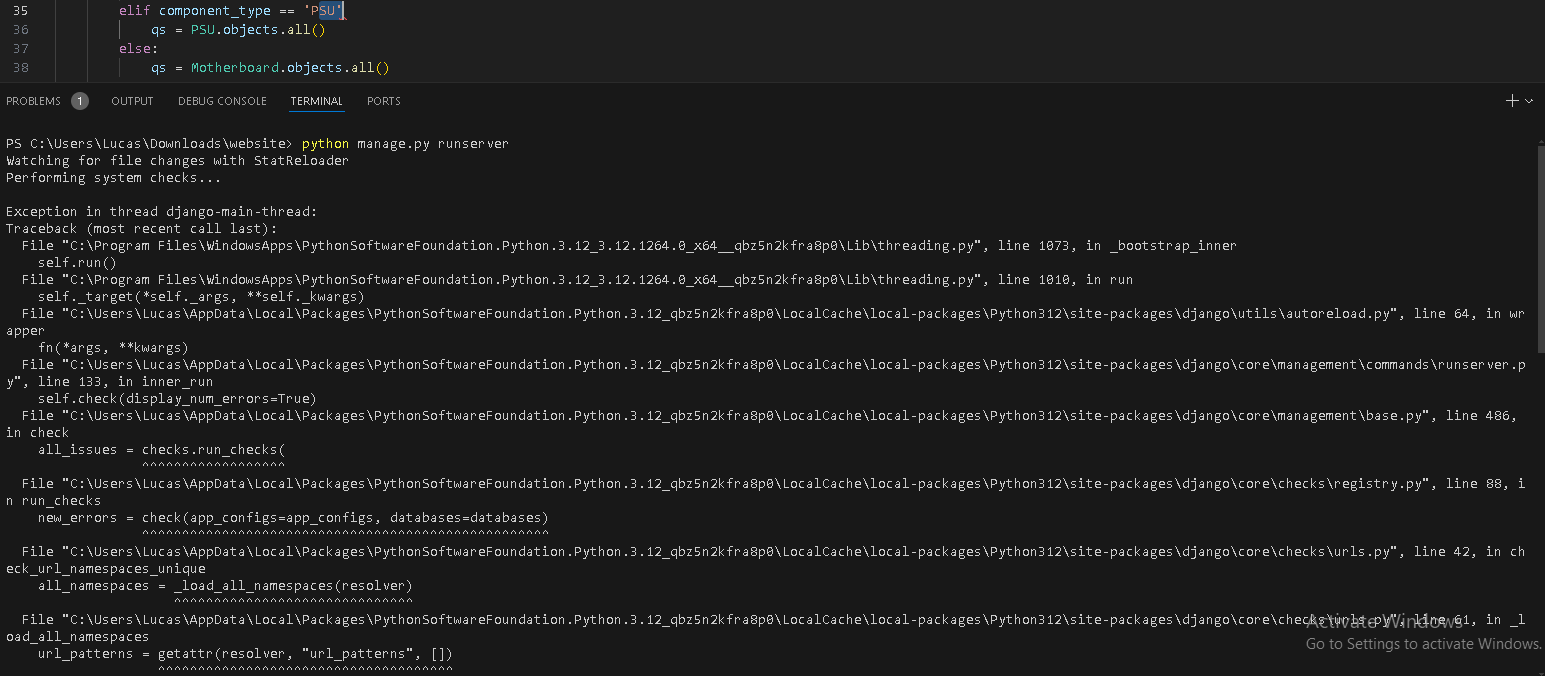 35 elif component_type == 'PSU'
36 qs = PSU.objects.all()
37 else:
38 qs = Motherboard.objects.all()
PROBLEMS 1 OUTPUT DEBUG CONSOLE TERMINAL PORTS
PS C:\Users\Lucas\Downloads\website> python manage.py runserver
Watching for file changes with StatReloader
Performing system checks...
Exception in thread django-main-thread:
Traceback (most recent call last):
File "C:\Program Files\WindowsApps\PythonSoftwareFoundation.Python.3.12_3.12.1264.0_x64__qbz5n2kfra8p0\Lib\threading.py", line 1073, in _bootstrap_inner
self.run()
File "C:\Program Files\WindowsApps\PythonSoftwareFoundation.Python.3.12_3.12.1264.0_x64__qbz5n2kfra8p0\Lib\threading.py", line 1010, in run
self._target(*self._args, **self._kwargs)
File "C:\Users\Lucas\AppData\Local\Packages\PythonSoftwareFoundation.Python.3.12_qbz5n2kfra8p0\LocalCache\local-packages\Python312\site-packages\django\utils\autoreload.py", line 64, in wr
apper
fn(*args, **kwargs)
File "C:\Users\Lucas\AppData\Local\Packages\PythonSoftwareFoundation.Python.3.12_qbz5n2kfra8p0\LocalCache\local-packages\Python312\site-packages\django\core\management\commands\runserver.p
y", line 133, in inner_run
self.check(display_num_errors=True)
File "C:\Users\Lucas\AppData\Local\Packages\PythonSoftwareFoundation.Python.3.12_qbz5n2kfra8p0\LocalCache\local-packages\Python312\site-packages\django\core\management\base.py", line 486,
in check
all_issues = checks.run_checks(
^^^^^^^^^^^^^^^^^^
File "C:\Users\Lucas\AppData\Local\Packages\PythonSoftwareFoundation.Python.3.12_qbz5n2kfra8p0\LocalCache\local-packages\Python312\site-packages\django\core\checks\registry.py", line 88, i
n run_checks
new_errors = check(app_configs=app_configs, databases=databases)
^^^^^^^^^^^^^^^^^^^^^^^^^^^^^^^^^^^^^^^^^^^^^^^^^^^
File "C:\Users\Lucas\AppData\Local\Packages\PythonSoftwareFoundation.Python.3.12_qbz5n2kfra8p0\LocalCache\local-packages\Python312\site-packages\django\core\checks\urls.py", line 42, in ch
eck_url_namespaces_unique
all_namespaces = _load_all_namespaces(resolver)
^^^^^^^^^^^^^^^^^^^^^^^^^^^^^^
File "C:\Users\Lucas\AppData\Local\Packages\PythonSoftwareFoundation.Python.3.12_qbz5n2kfra8p0\LocalCache\local-packages\Python312\site-packages\django\core\checks\urls.py", line 61, in _l
oad_all_namespaces
url_patterns = getattr(resolver, "url_patterns", [])
^^^^^^^^^^^^^^^^^^^^^^^^^^^^^^^^^^^^^
Activate Windows
Go to Settings to activate Windows.